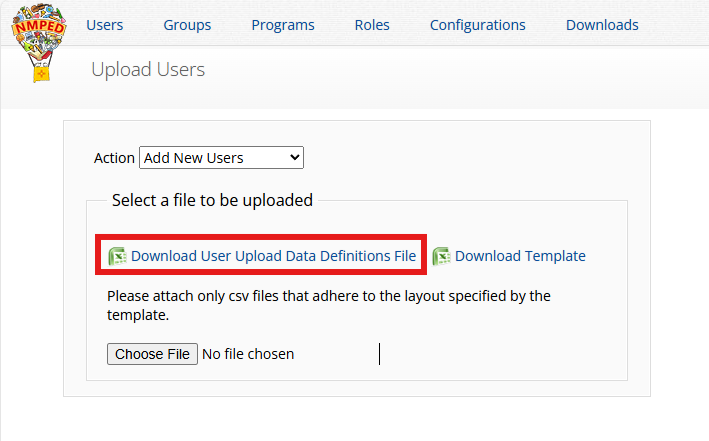 NMPED
Users Groups Programs Roles Configurations Downloads
Upload Users
Action Add New Users
Select a file to be uploaded
Download User Upload Data Definitions File Download Template
Please attach only csv files that adhere to the layout specified by the
template.
Choose File No file chosen